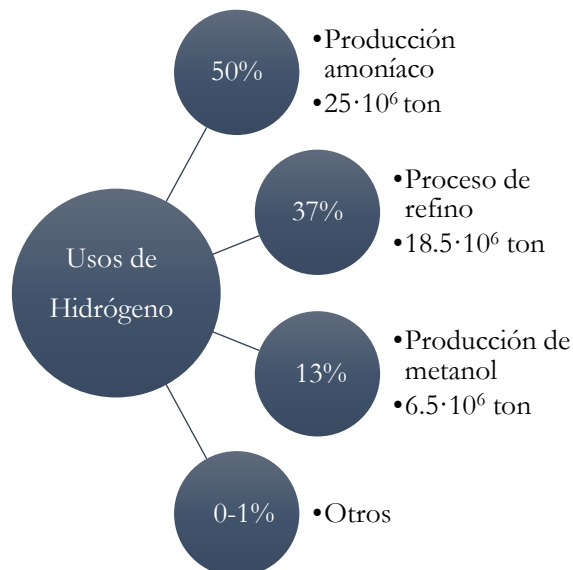 Usos de
Hidrógeno
50%
•Producción
amoníaco
•25·10⁶ ton
37%
•Proceso de
refino
•18.5·10⁶ ton
13%
•Producción de
metanol
•6.5·10⁶ ton
0-1%
•Otros